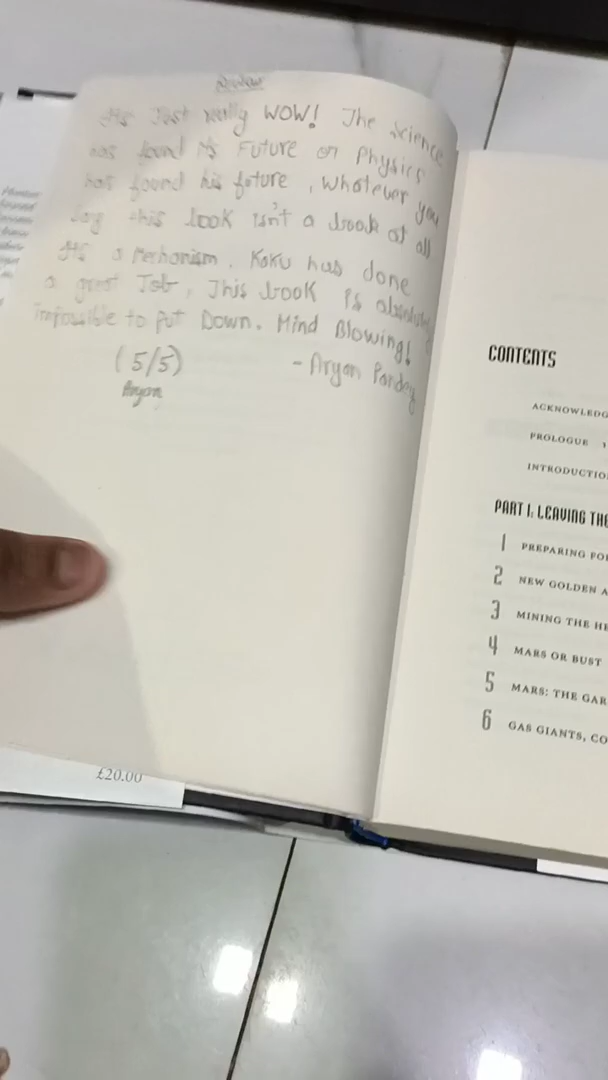 Review
It's Just really WOW! The Science
has found it's Future or Physics
has found his future, whatever you
say this book isn't a book at all
It's a Mechanism. Kaku has done
a great Job, This book is absolutely
impossible to Put Down. Mind Blowing!
(5/5)
- Aryan Pandey
Aryan
£20.00
CONTENTS
ACKNOWLEDG
PROLOGUE
INTRODUCTIO
PART I: LEAVING THE
1 PREPARING FO
2 NEW GOLDEN A
3 MINING THE HE
4 MARS OR BUST
5 MARS: THE GAR
6 GAS GIANTS, CO